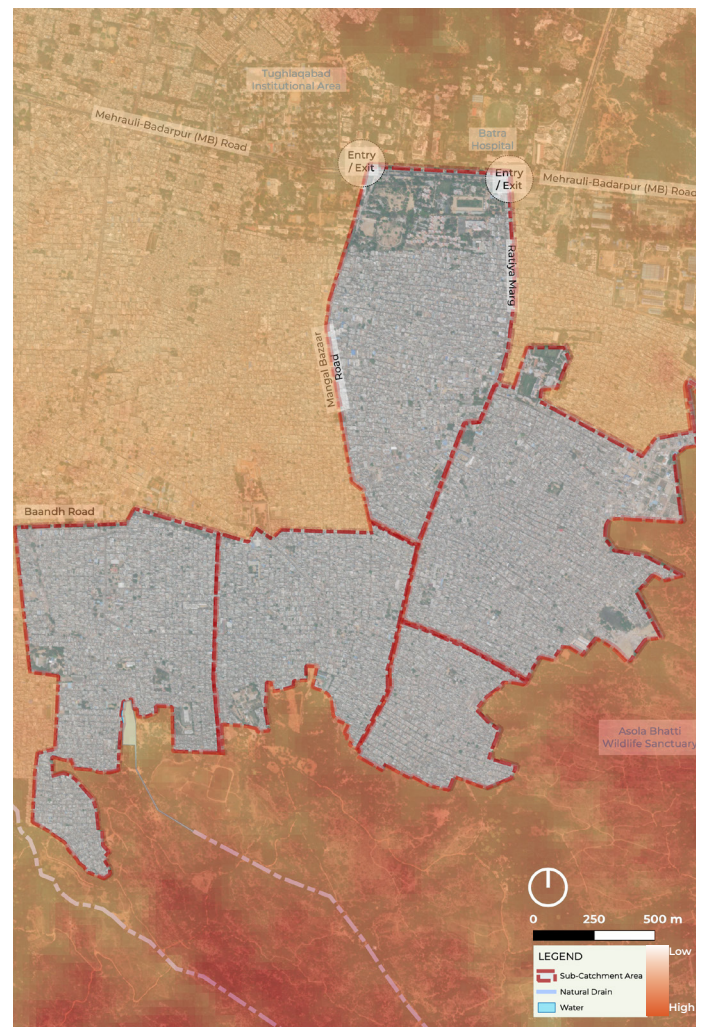 Tughlaqabad
Institutional Area
Mehrauli-Badarpur (MB) Road
Batra
Hospital
Entry
/ Exit
Entry
/ Exit
Mehrauli-Badarpur (MB) Road
Ratiya Marg
Mangal Bazaar
Road
Baandh Road
Asola Bhatti
Wildlife Sanctuary
0 250 500 m
LEGEND
Low
Sub-Catchment Area
Natural Drain
Water
High